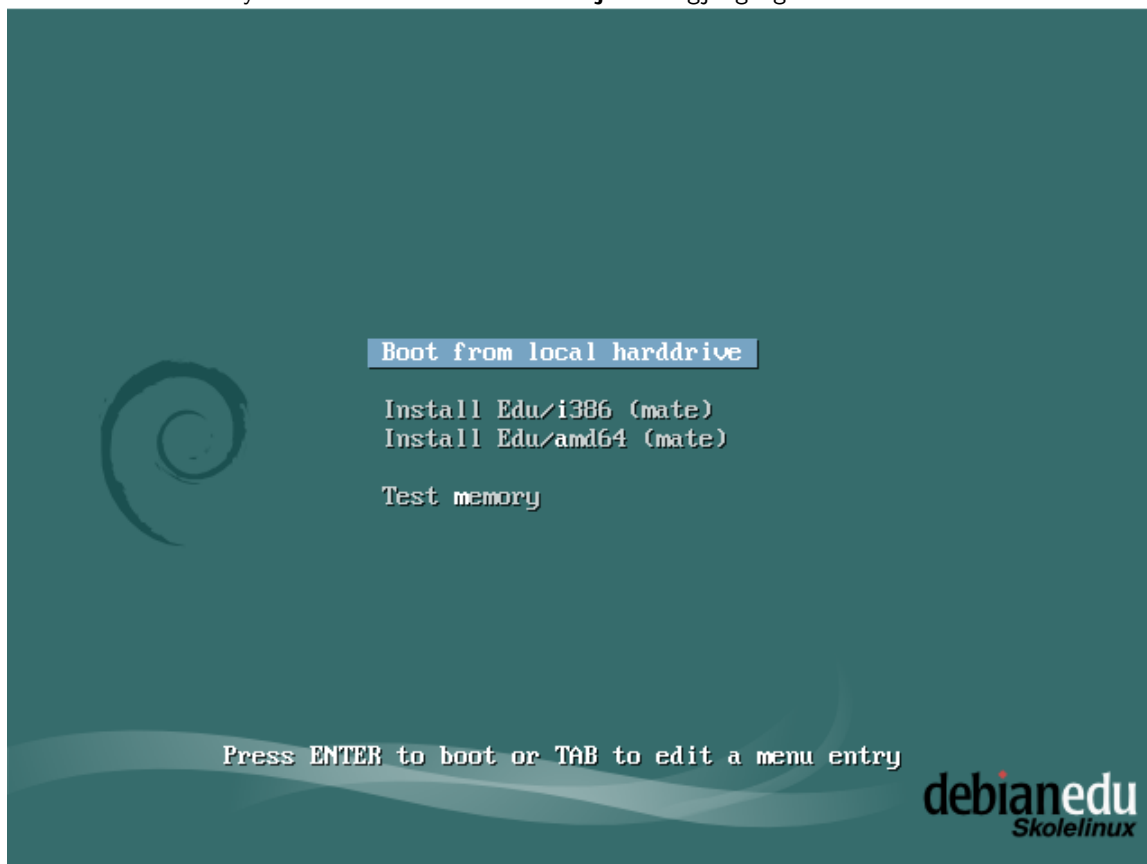 Boot from local harddrive
Install Edu/i386 (mate)
Install Edu/amd64 (mate)
Test memory
Press ENTER to boot or TAB to edit a menu entry
debianedu
Skolelinux